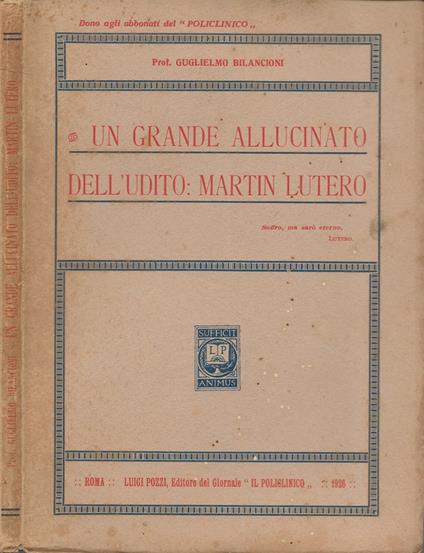 Dono agli abbonati del "POLICLINICO„
Prof. GUGLIELMO BILANCIONI
UN GRANDE ALLUCINATO
DELL'UDITO: MARTIN LUTERO
Soffro, ma sarò eterno.
LUTERO.
SUFFICIT
L P
ANIMUS
:: ROMA :: LUIGI POZZI, Editore del Giornale "IL POLICLINICO„ :: 1926 ::
Prof. GUGLIELMO BILANCIONI - UN GRANDE ALLUCINATO DELL'UDITO: MARTIN LUTERO